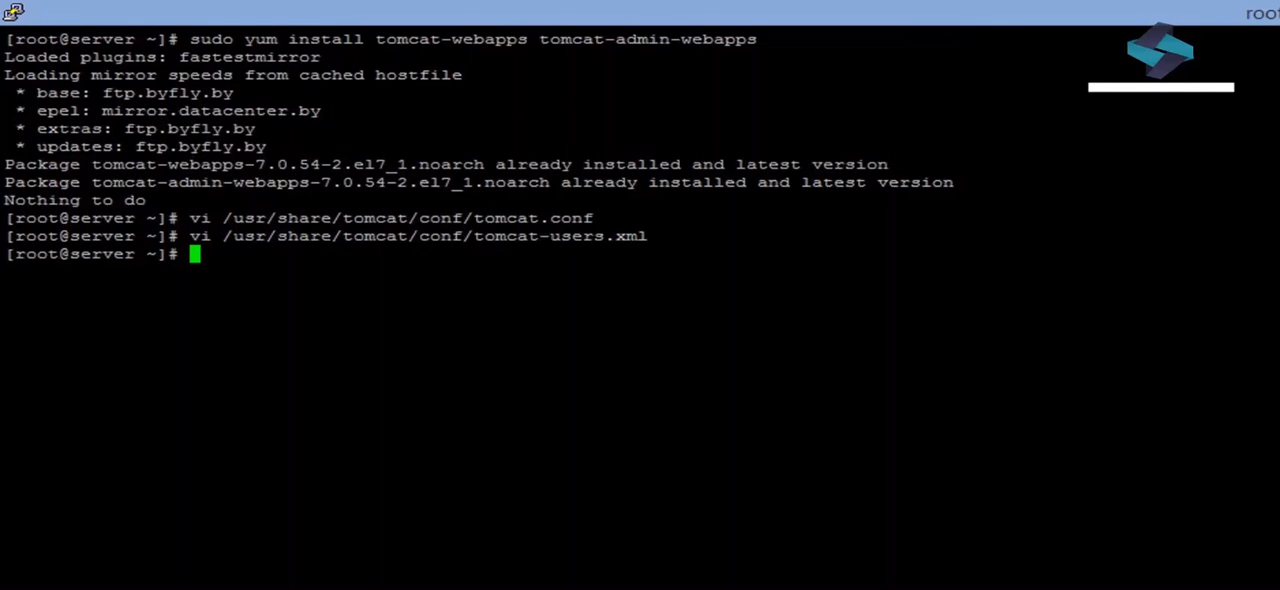 root
[root@server ~]# sudo yum install tomcat-webapps tomcat-admin-webapps
Loaded plugins: fastestmirror
Loading mirror speeds from cached hostfile
* base: ftp.byfly.by
* epel: mirror.datacenter.by
* extras: ftp.byfly.by
* updates: ftp.byfly.by
Package tomcat-webapps-7.0.54-2.el7_1.noarch already installed and latest version
Package tomcat-admin-webapps-7.0.54-2.el7_1.noarch already installed and latest version
Nothing to do
[root@server ~]# vi /usr/share/tomcat/conf/tomcat.conf
[root@server ~]# vi /usr/share/tomcat/conf/tomcat-users.xml
[root@server ~]#